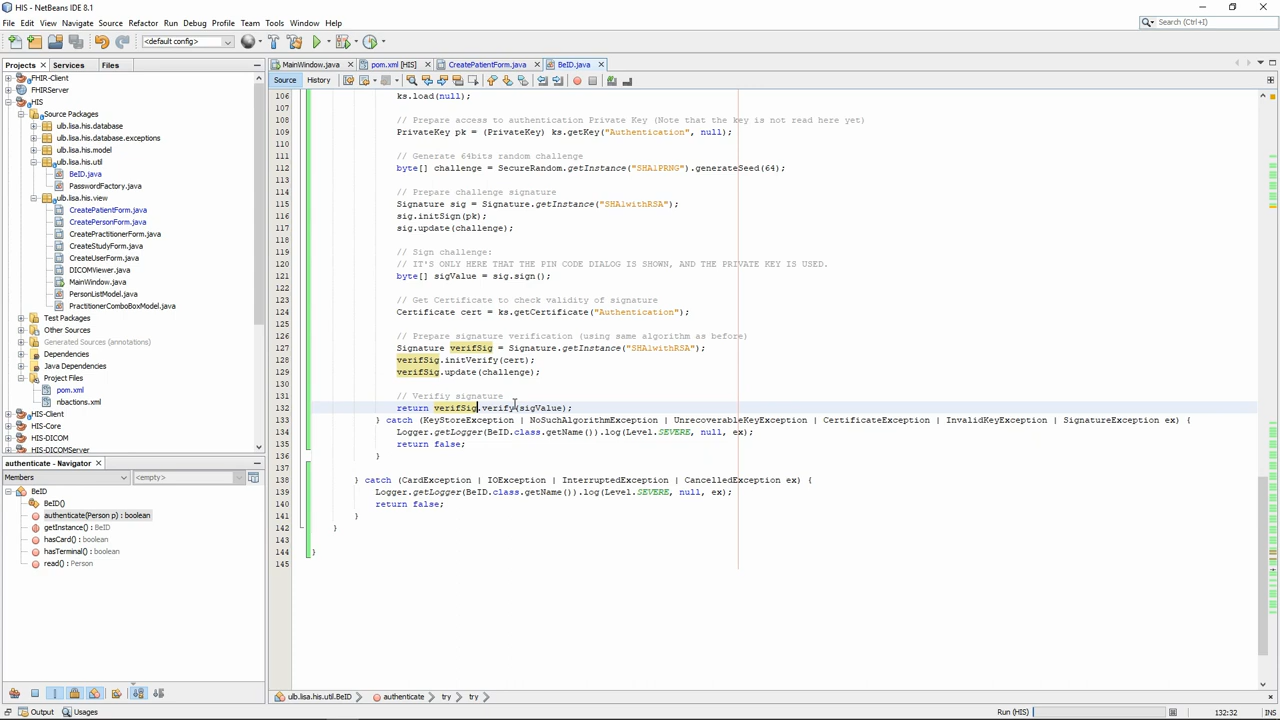 HIS - NetBeans IDE 8.1
File Edit View Navigate Source Refactor Run Debug Profile Team Tools Window Help
Search (Ctrl+I)
<default config>
Projects Services Files
MainWindow.java pom.xml [HIS] CreatePatientForm.java BeID.java
Source History
FHIR-Client
FHIRServer
HIS
Source Packages
ulb.lisa.his.database
ulb.lisa.his.database.exceptions
ulb.lisa.his.model
ulb.lisa.his.util
BeID.java
PasswordFactory.java
ulb.lisa.his.view
CreatePatientForm.java
CreatePersonForm.java
CreatePractitionerForm.java
CreateStudyForm.java
CreateUserForm.java
DICOMViewer.java
MainWindow.java
PersonListModel.java
PractitionerComboBoxModel.java
Test Packages
Other Sources
Generated Sources (annotations)
Dependencies
Java Dependencies
Project Files
pom.xml
nbactions.xml
HIS-Client
HIS-Core
HIS-DICOM
HIS-DICOMServer
authenticate - Navigator
Members <empty>
BeID
BeID()
authenticate(Person p) : boolean
getInstance() : BeID
hasCard() : boolean
hasTerminal() : boolean
read() : Person
106 ks.load(null);
107
108 // Prepare access to authentication Private Key (Note that the key is not read here yet)
109 PrivateKey pk = (PrivateKey) ks.getKey("Authentication", null);
110
111 // Generate 64bits random challenge
112 byte[] challenge = SecureRandom.getInstance("SHA1PRNG").generateSeed(64);
113
114 // Prepare challenge signature
115 Signature sig = Signature.getInstance("SHA1withRSA");
116 sig.initSign(pk);
117 sig.update(challenge);
118
119 // Sign challenge:
120 // IT'S ONLY HERE THAT THE PIN CODE DIALOG IS SHOWN, AND THE PRIVATE KEY IS USED.
121 byte[] sigValue = sig.sign();
122
123 // Get Certificate to check validity of signature
124 Certificate cert = ks.getCertificate("Authentication");
125
126 // Prepare signature verification (using same algorithm as before)
127 Signature verifSig = Signature.getInstance("SHA1withRSA");
128 verifSig.initVerify(cert);
129 verifSig.update(challenge);
130
131 // Verifiy signature
132 return verifSig.verify(sigValue);
133 } catch (KeyStoreException | NoSuchAlgorithmException | UnrecoverableKeyException | CertificateException | InvalidKeyException | SignatureException ex) {
134 Logger.getLogger(BeID.class.getName()).log(Level.SEVERE, null, ex);
135 return false;
136 }
137
138 } catch (CardException | IOException | InterruptedException | CancelledException ex) {
139 Logger.getLogger(BeID.class.getName()).log(Level.SEVERE, null, ex);
140 return false;
141 }
142 }
143
144 }
145
ulb.lisa.his.util.BeID authenticate try try
Output Usages
Run (HIS) 132:32 INS